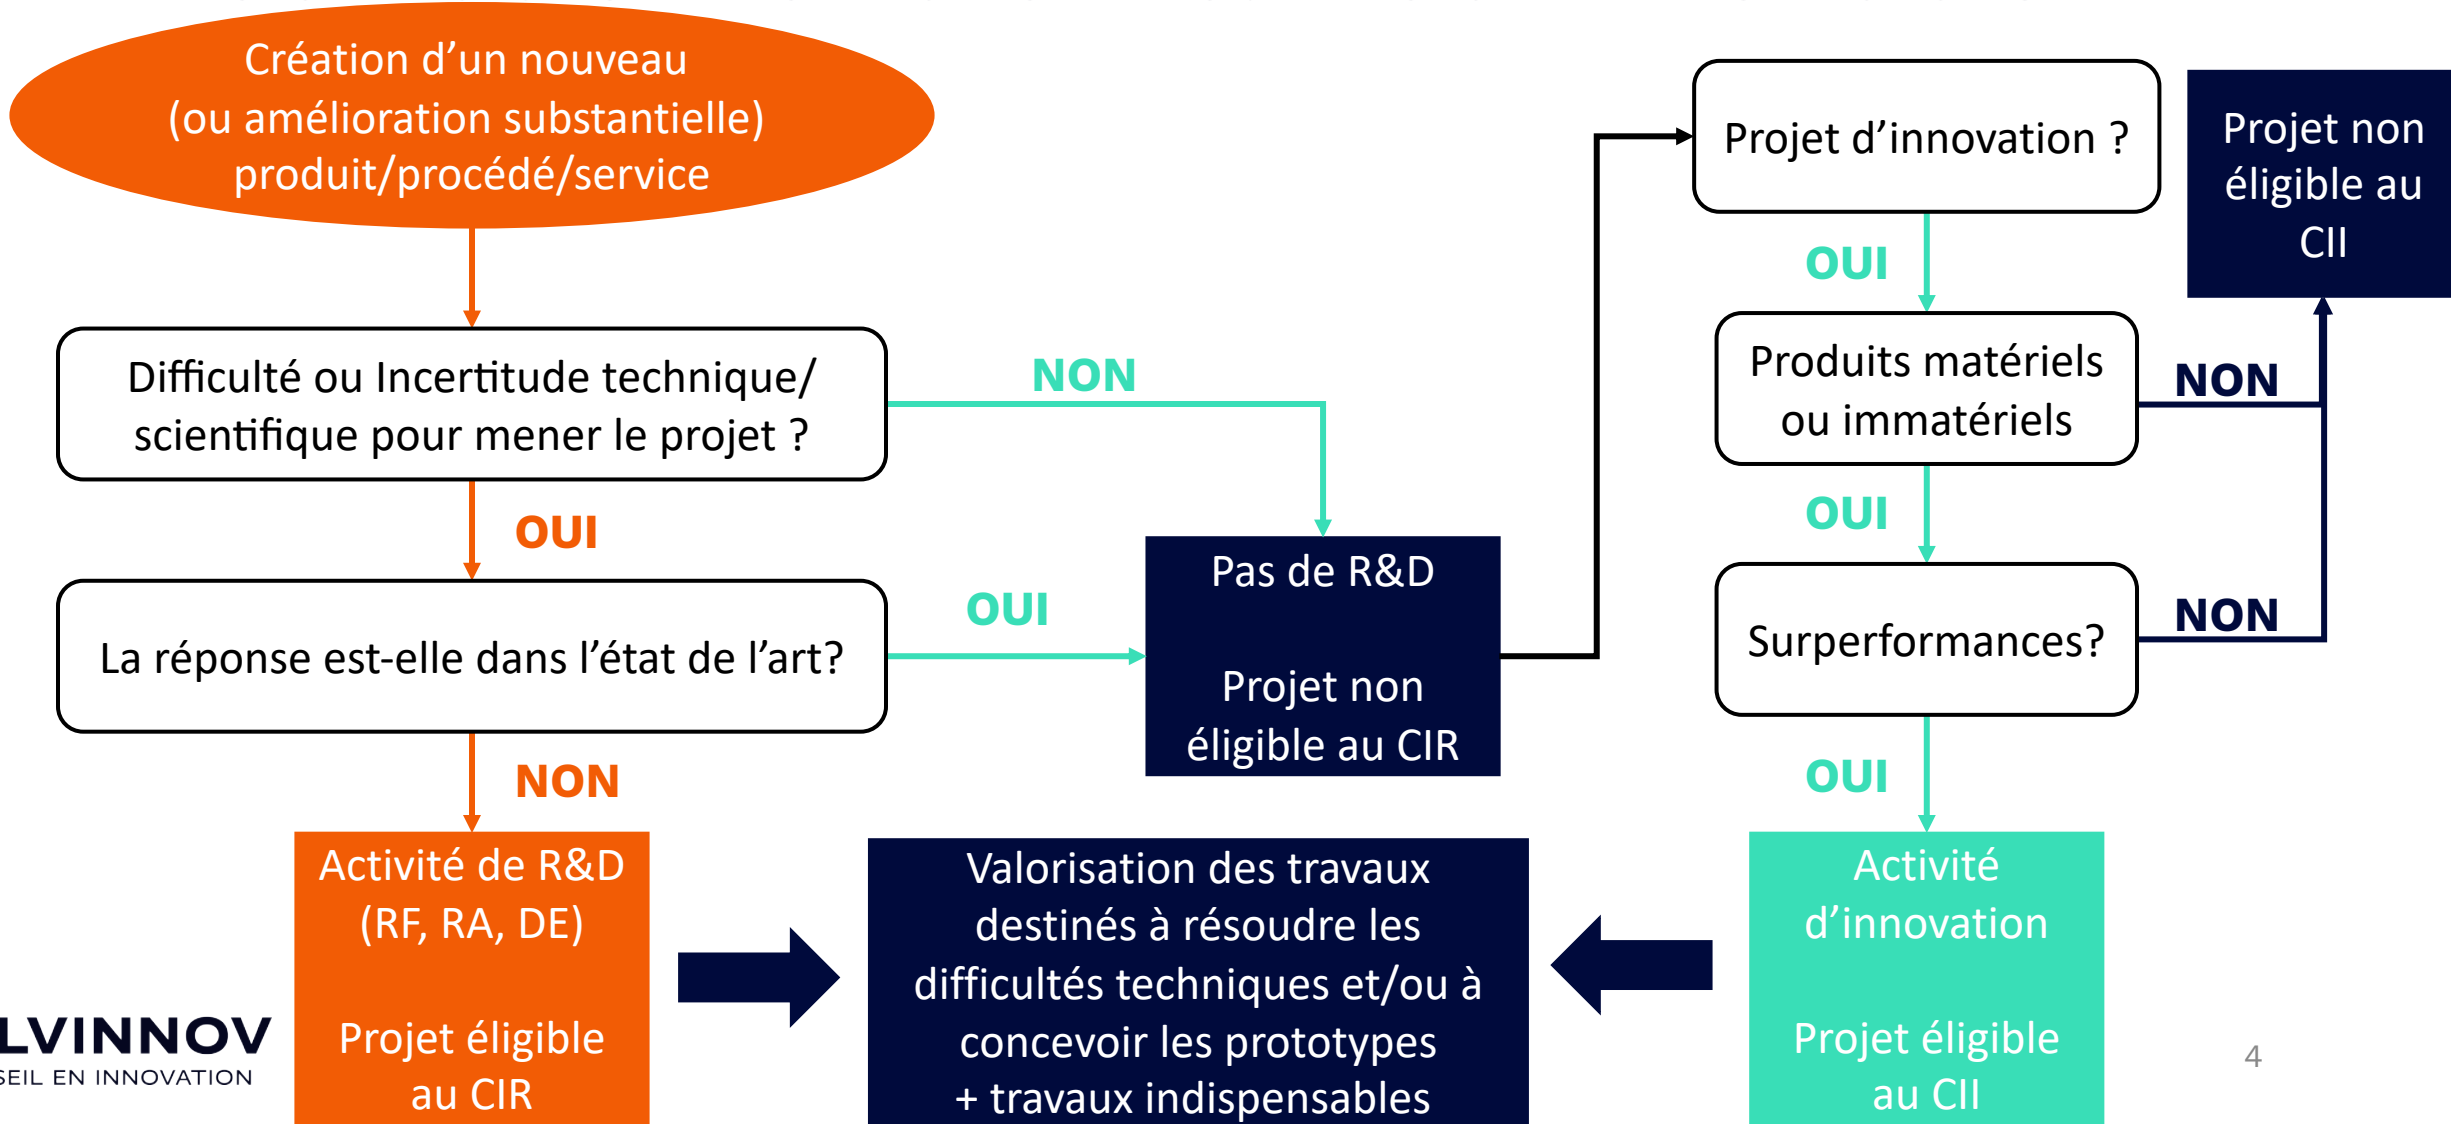 Création d’un nouveau
(ou amélioration substantielle)
produit/procédé/service
Difficulté ou Incertitude technique/
scientifique pour mener le projet ?
NON
OUI
La réponse est-elle dans l’état de l’art?
OUI
NON
Pas de R&D
Projet non
éligible au CIR
Activité de R&D
(RF, RA, DE)
Projet éligible
au CIR
Valorisation des travaux
destinés à résoudre les
difficultés techniques et/ou à
concevoir les prototypes
+ travaux indispensables
Projet d’innovation ?
OUI
Produits matériels
ou immatériels
NON
Projet non
éligible au
CII
OUI
Surperformances?
NON
OUI
Activité
d’innovation
Projet éligible
au CII
LVINNOV
SEIL EN INNOVATION
4